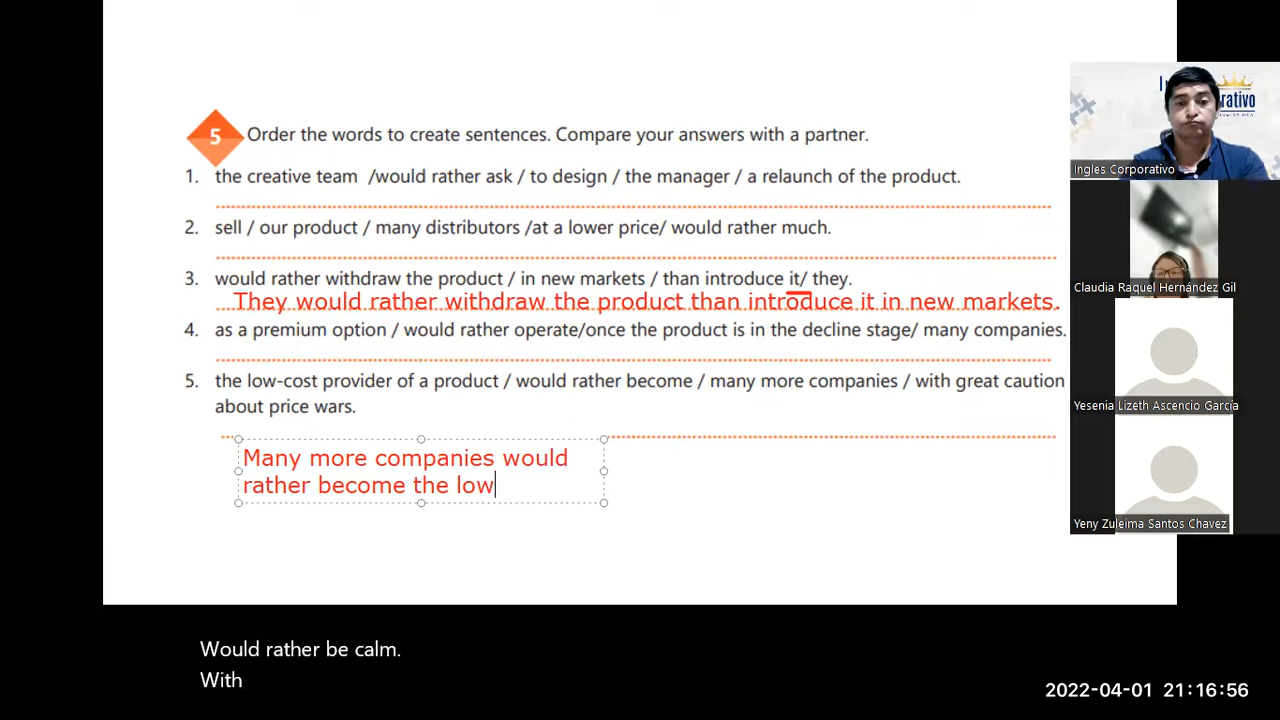 5 Order the words to create sentences. Compare your answers with a partner.
1. the creative team /would rather ask / to design / the manager / a relaunch of the product.
2. sell / our product / many distributors /at a lower price/ would rather much.
3. would rather withdraw the product / in new markets / than introduce it/ they.
They would rather withdraw the product than introduce it in new markets.
4. as a premium option / would rather operate/once the product is in the decline stage/ many companies.
5. the low-cost provider of a product / would rather become / many more companies / with great caution
about price wars.
Many more companies would
rather become the low
Ingles Corporativo
Claudia Raquel Hernández Gil
Yesenia Lizeth Ascencio Garcia
Yeny Zuleima Santos Chavez
Would rather be calm.
With
2022-04-01 21:16:56